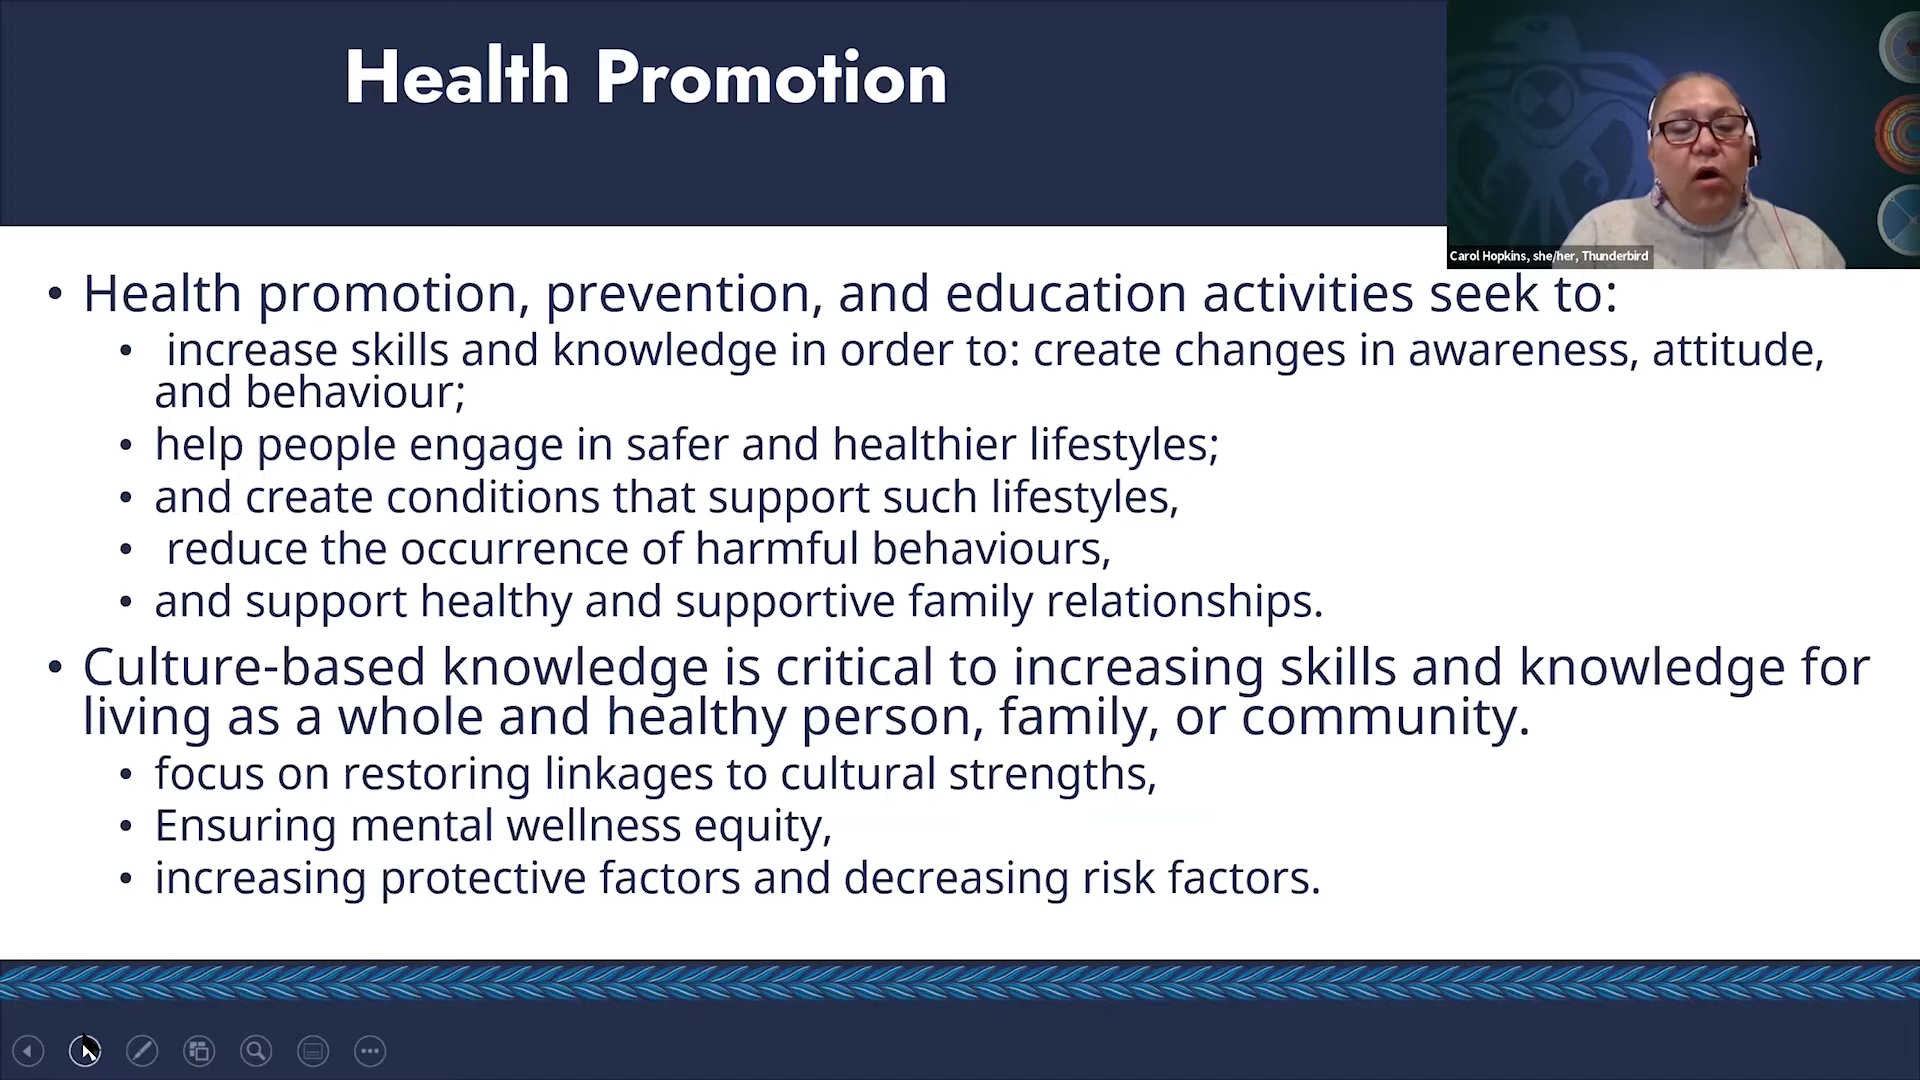 Health Promotion
Carol Hopkins, she/her, Thunderbird
• Health promotion, prevention, and education activities seek to:
• increase skills and knowledge in order to: create changes in awareness, attitude,
and behaviour;
• help people engage in safer and healthier lifestyles;
• and create conditions that support such lifestyles,
• reduce the occurrence of harmful behaviours,
• and support healthy and supportive family relationships.
• Culture-based knowledge is critical to increasing skills and knowledge for
living as a whole and healthy person, family, or community.
• focus on restoring linkages to cultural strengths,
• Ensuring mental wellness equity,
• increasing protective factors and decreasing risk factors.